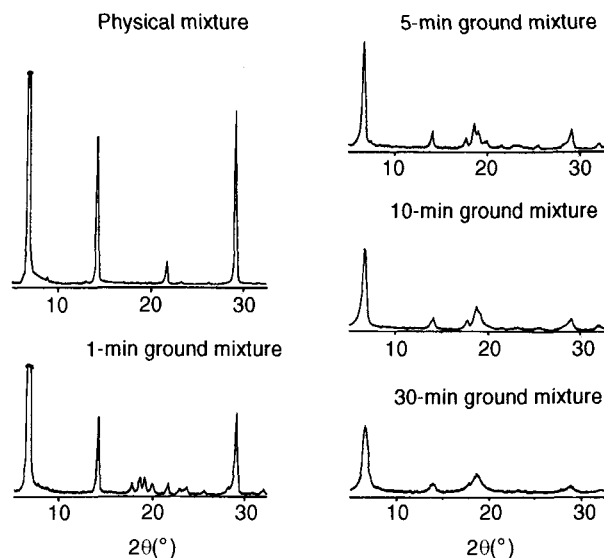 Physical mixture
10 20 30
1-min ground mixture
10 20 30
2θ(°)
5-min ground mixture
10 20 30
10-min ground mixture
10 20 30
30-min ground mixture
10 20 30
2θ(°)